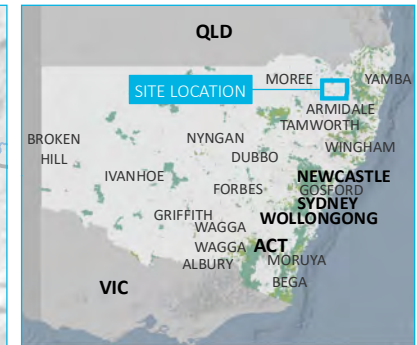 QLD
SITE LOCATION
MOREE
YAMBA
ARMIDALE
TAMWORTH
WINGHAM
BROKEN
HILL
NYNGAN
DUBBO
IVANHOE
FORBES
NEWCASTLE
GOSFORD
SYDNEY
WOLLONGONG
GRIFFITH
WAGGA
WAGGA
ALBURY
ACT
MORUYA
BEGA
VIC